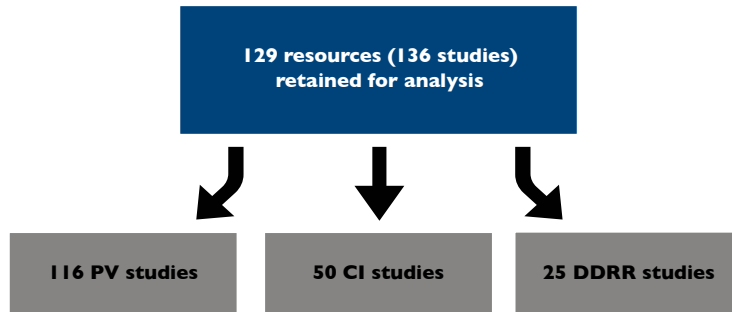 129 resources (136 studies)
retained for analysis
116 PV studies
50 CI studies
25 DDRR studies